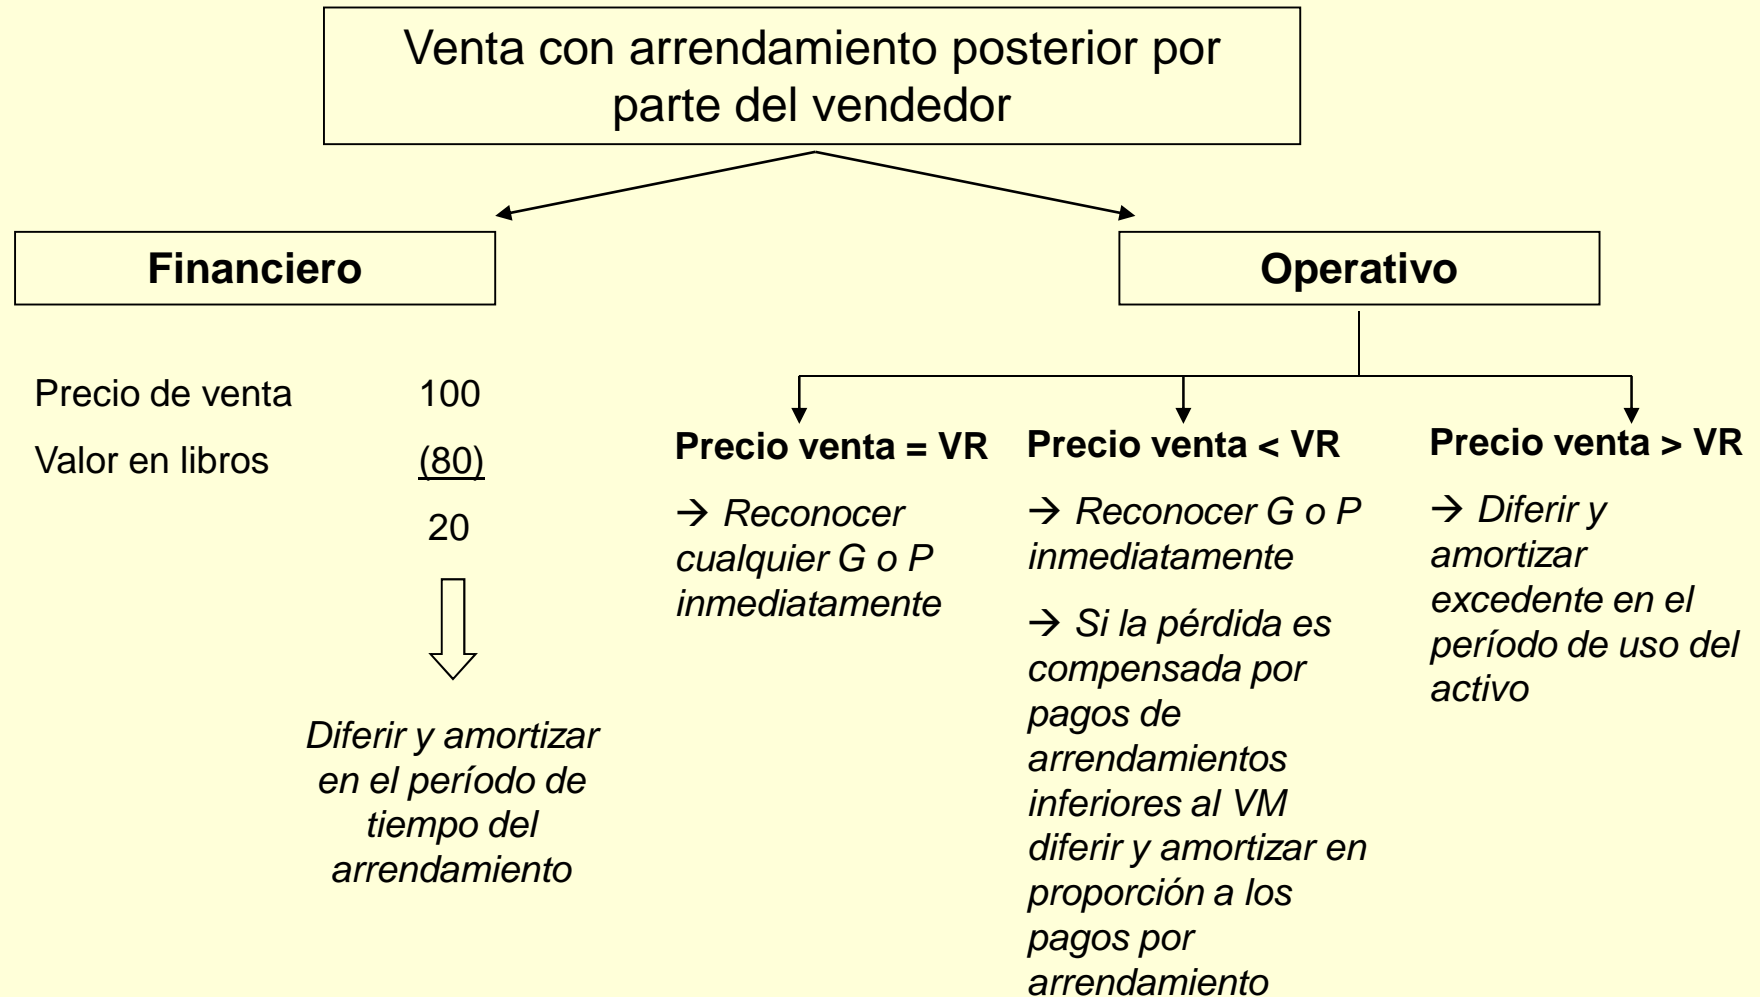 Venta con arrendamiento posterior por
parte del vendedor
Financiero
Precio de venta 100
Valor en libros (80)
20
Diferir y amortizar
en el período de
tiempo del
arrendamiento
Operativo
Precio venta = VR
→ Reconocer
cualquier G o P
inmediatamente
Precio venta < VR
→ Reconocer G o P
inmediatamente
→ Si la pérdida es
compensada por
pagos de
arrendamientos
inferiores al VM
diferir y amortizar en
proporción a los
pagos por
arrendamiento
Precio venta > VR
→ Diferir y
amortizar
excedente en el
período de uso del
activo